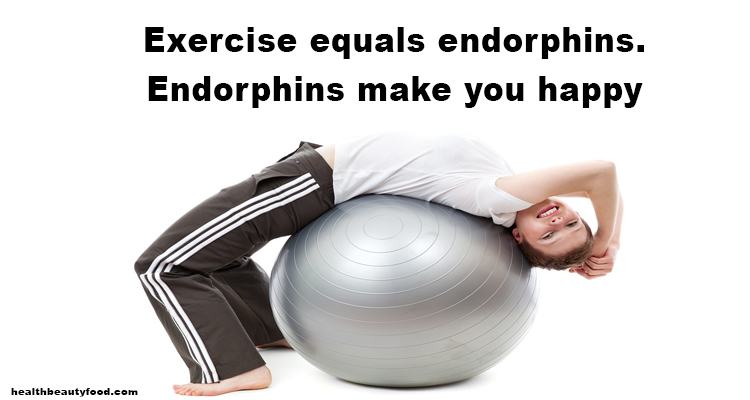 Exercise equals endorphins.
Endorphins make you happy
healthbeautyfood.com